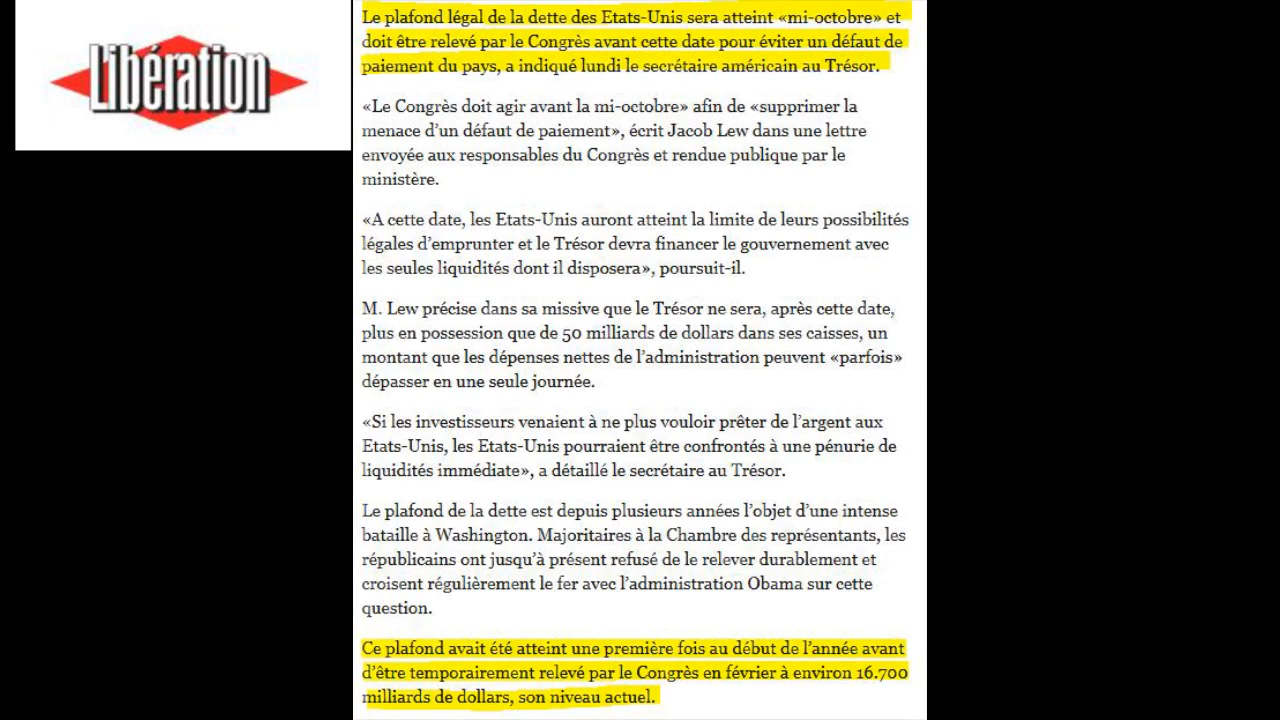 Libération
Le plafond légal de la dette des Etats-Unis sera atteint «mi-octobre» et
doit être relevé par le Congrès avant cette date pour éviter un défaut de
paiement du pays, a indiqué lundi le secrétaire américain au Trésor.
«Le Congrès doit agir avant la mi-octobre» afin de «supprimer la
menace d’un défaut de paiement», écrit Jacob Lew dans une lettre
envoyée aux responsables du Congrès et rendue publique par le
ministère.
«A cette date, les Etats-Unis auront atteint la limite de leurs possibilités
légales d’emprunter et le Trésor devra financer le gouvernement avec
les seules liquidités dont il disposera», poursuit-il.
M. Lew précise dans sa missive que le Trésor ne sera, après cette date,
plus en possession que de 50 milliards de dollars dans ses caisses, un
montant que les dépenses nettes de l’administration peuvent «parfois»
dépasser en une seule journée.
«Si les investisseurs venaient à ne plus vouloir prêter de l’argent aux
Etats-Unis, les Etats-Unis pourraient être confrontés à une pénurie de
liquidités immédiate», a détaillé le secrétaire au Trésor.
Le plafond de la dette est depuis plusieurs années l’objet d’une intense
bataille à Washington. Majoritaires à la Chambre des représentants, les
républicains ont jusqu’à présent refusé de le relever durablement et
croisent régulièrement le fer avec l’administration Obama sur cette
question.
Ce plafond avait été atteint une première fois au début de l’année avant
d’être temporairement relevé par le Congrès en février à environ 16.700
milliards de dollars, son niveau actuel.